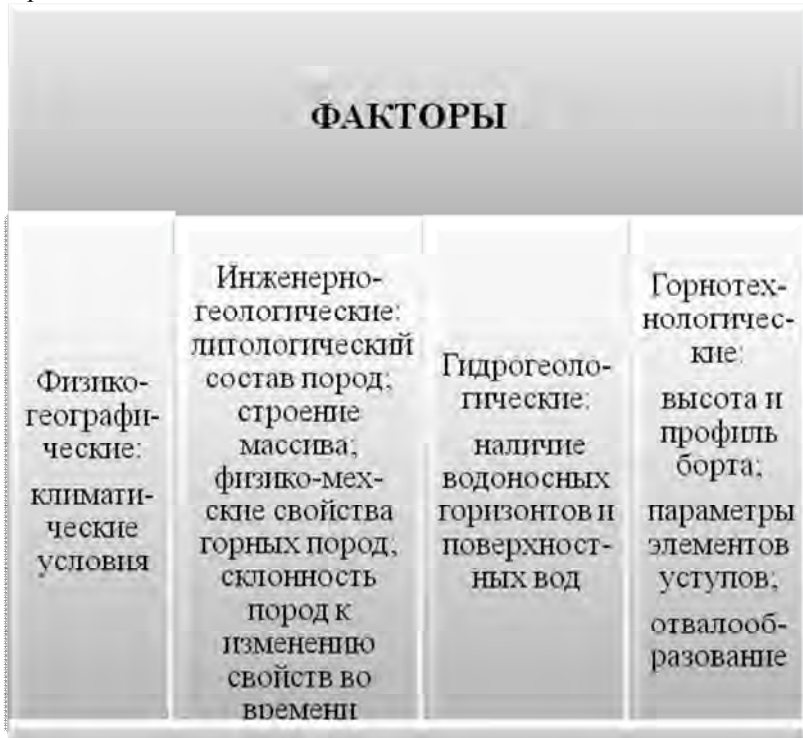 ФАКТОРЫ
Физико-
географи-
ческие:
климати-
ческие
условия
Инженерно-
геологические:
литологический
состав пород;
строение
массива;
физико-мех-
ские свойства
горных пород;
склонность
пород к
изменению
свойств во
времени
Гидрогеоло-
гические:
наличие
водоносных
горизонтов и
поверхност-
ных вод
Горнотех-
нологичес-
кие:
высота и
профиль
борта;
параметры
элементов
уступов;
отвалооб-
разование